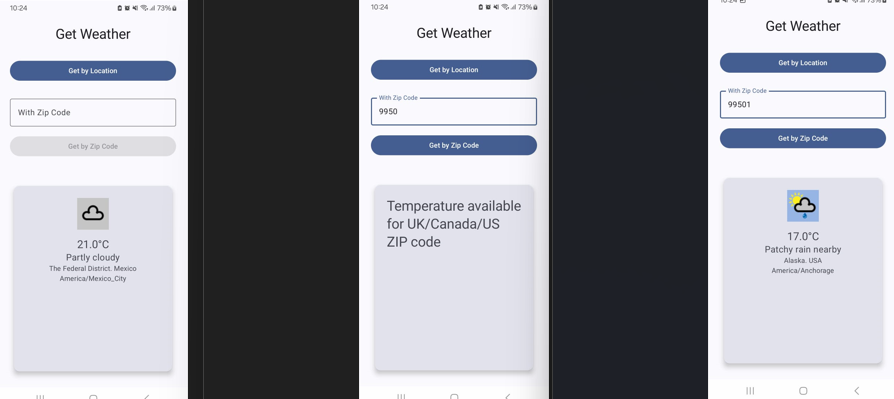 10:24
73%
Get Weather
Get by Location
With Zip Code
Get by Zip Code
21.0°C
Partly cloudy
The Federal District. Mexico
America/Mexico_City
10:24
73%
Get Weather
Get by Location
With Zip Code
9950
Get by Zip Code
Temperature available
for UK/Canada/US
ZIP code
10:24
73%
Get Weather
Get by Location
With Zip Code
99501
Get by Zip Code
17.0°C
Patchy rain nearby
Alaska. USA
America/Anchorage